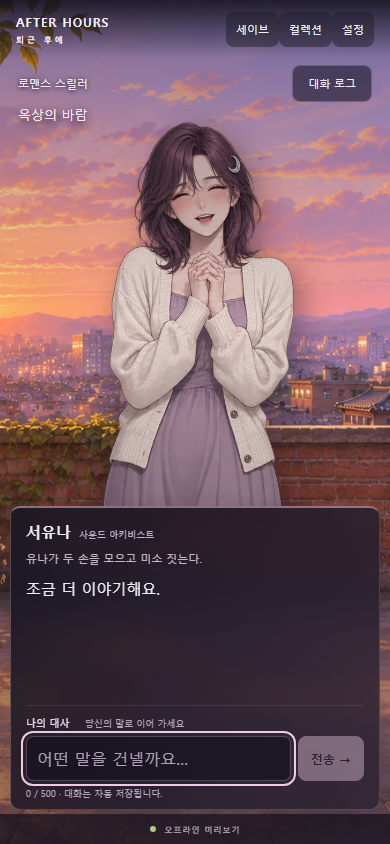 AFTER HOURS
퇴근 후에
세이브 컬렉션 설정
로맨스 스릴러
대화 로그
옥상의 바람
서유나 사운드 아키비스트
유나가 두 손을 모으고 미소 짓는다.
조금 더 이야기해요.
나의 대사 당신의 말로 이어 가세요
어떤 말을 건넬까요...
전송 →
0 / 500 · 대화는 자동 저장됩니다.
오프라인 미리보기